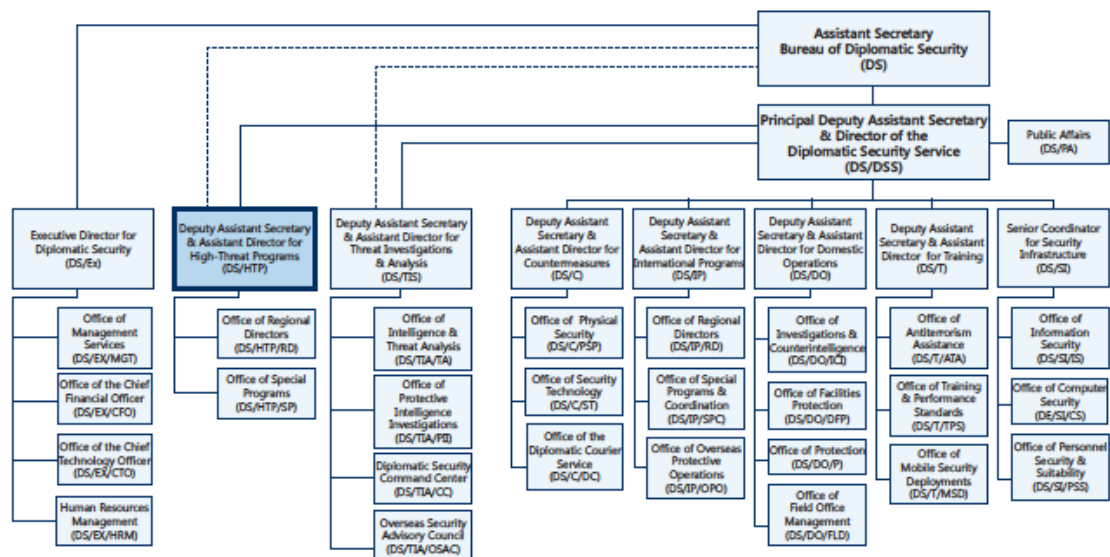 Assistant Secretary
Bureau of Diplomatic Security
(DS)
Principal Deputy Assistant Secretary
& Director of the
Diplomatic Security Service
(DS/DSS)
Public Affairs
(DS/PA)
Executive Director for
Diplomatic Security
(DS/Ex)
Deputy Assistant Secretary
& Assistant Director for
High-Threat Programs
(DS/HTP)
Deputy Assistant Secretary
& Assistant Director for
Threat Investigations
& Analysis
(DS/TIS)
Deputy Assistant
Secretary &
Assistant Director for
Countermeasures
(DS/C)
Deputy Assistant
Secretary &
Assistant Director for
International Programs
(DS/IP)
Deputy Assistant
Secretary & Assistant
Director for Domestic
Operations
(DS/DO)
Deputy Assistant
Secretary & Assistant
Director for Training
(DS/T)
Senior Coordinator
for Security
Infrastructure
(DS/SI)
Office of
Management
Services
(DS/EX/MGT)
Office of the Chief
Financial Officer
(DS/EX/CFO)
Office of the Chief
Technology Officer
(DS/EX/CTO)
Human Resources
Management
(DS/EX/HRM)
Office of Regional
Directors
(DS/HTP/RD)
Office of Special
Programs
(DS/HTP/SP)
Office of
Intelligence &
Threat Analysis
(DS/TIA/TA)
Office of
Protective
Intelligence
Investigations
(DS/TIA/PII)
Diplomatic Security
Command Center
(DS/TIA/CC)
Overseas Security
Advisory Council
(DS/TIA/OSAC)
Office of Physical
Security
(DS/C/PSP)
Office of Security
Technology
(DS/C/ST)
Office of the
Diplomatic Courier
Service
(DS/C/DC)
Office of Regional
Directors
(DS/IP/RD)
Office of Special
Programs &
Coordination
(DS/IP/SPC)
Office of Overseas
Protective
Operations
(DS/IP/OPO)
Office of
Investigations &
Counterintelligence
(DS/DO/ICI)
Office of Facilities
Protection
(DS/DO/DFP)
Office of Protection
(DS/DO/P)
Office of
Field Office
Management
(DS/DO/FLD)
Office of
Antiterrorism
Assistance
(DS/T/ATA)
Office of Training
& Performance
Standards
(DS/T/TPS)
Office of
Mobile Security
Deployments
(DS/T/MSD)
Office of
Information
Security
(DS/SI/IS)
Office of Computer
Security
(DE/SI/CS)
Office of Personnel
Security &
Suitability
(DS/SI/PSS)